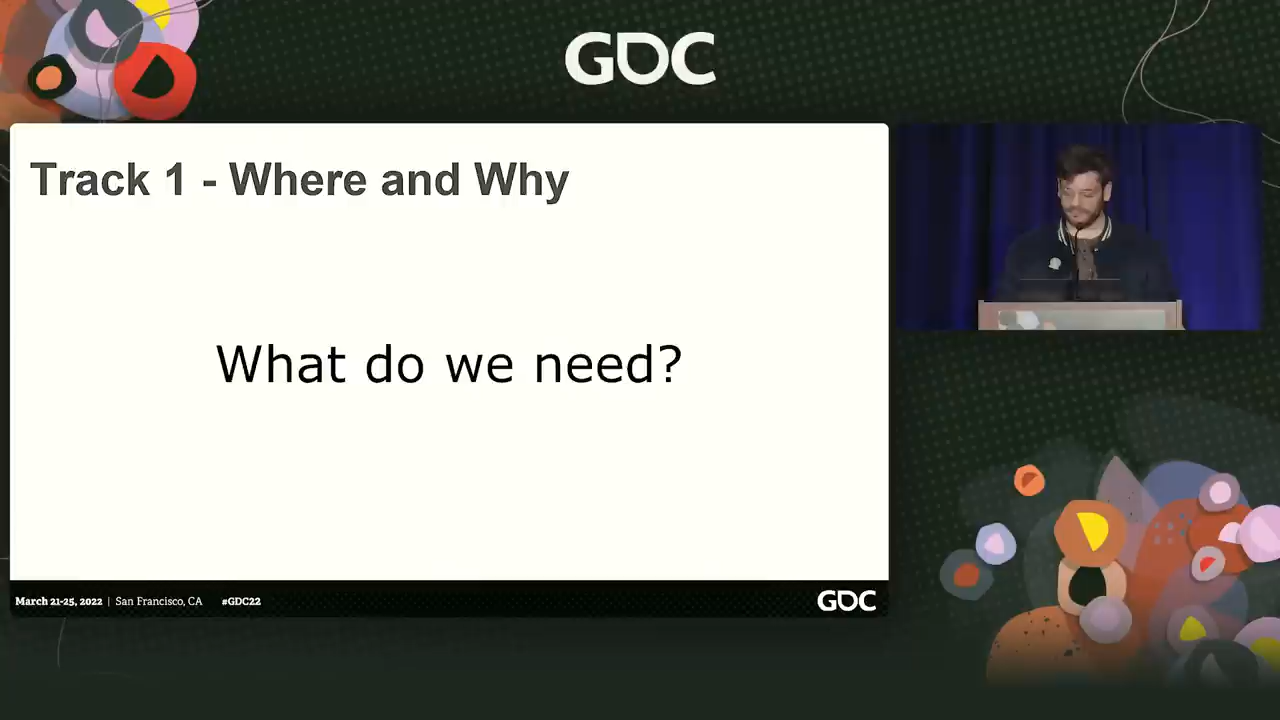 GDC
Track 1 - Where and Why
What do we need?
March 21-25, 2022 | San Francisco, CA #GDC22
GDC